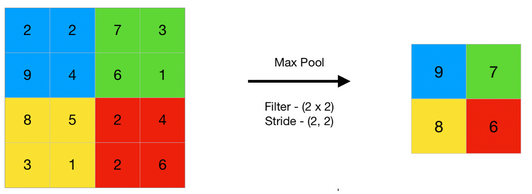 2 2 7 3
9 4 6 1
8 5 2 4
3 1 2 6
Max Pool
Filter - (2 x 2)
Stride - (2, 2)
9 7
8 6